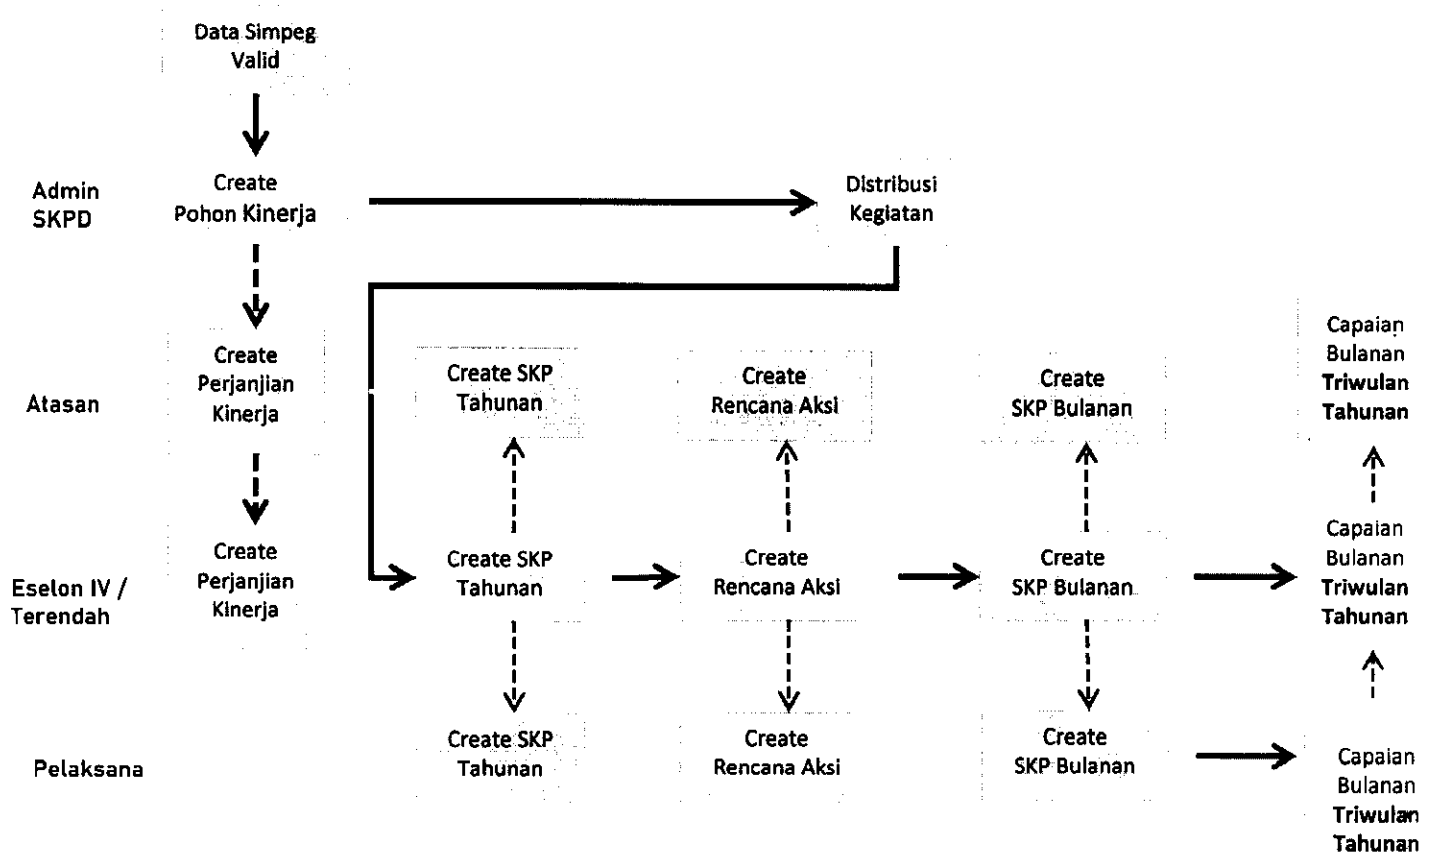 Data Simpeg
Valid
Admin
SKPD
Create
Pohon Kinerja
Distribusi
Kegiatan
Atasan
Create
Perjanjian
Kinerja
Create SKP
Tahunan
Create
Rencana Aksi
Create
SKP Bulanan
Capaian
Bulanan
Triwulan
Tahunan
Eselon IV /
Terendah
Create
Perjanjian
Kinerja
Create SKP
Tahunan
Create
Rencana Aksi
Create
SKP Bulanan
Capaian
Bulanan
Triwulan
Tahunan
Pelaksana
Create SKP
Tahunan
Create
Rencana Aksi
Create
SKP Bulanan
Capaian
Bulanan
Triwulan
Tahunan